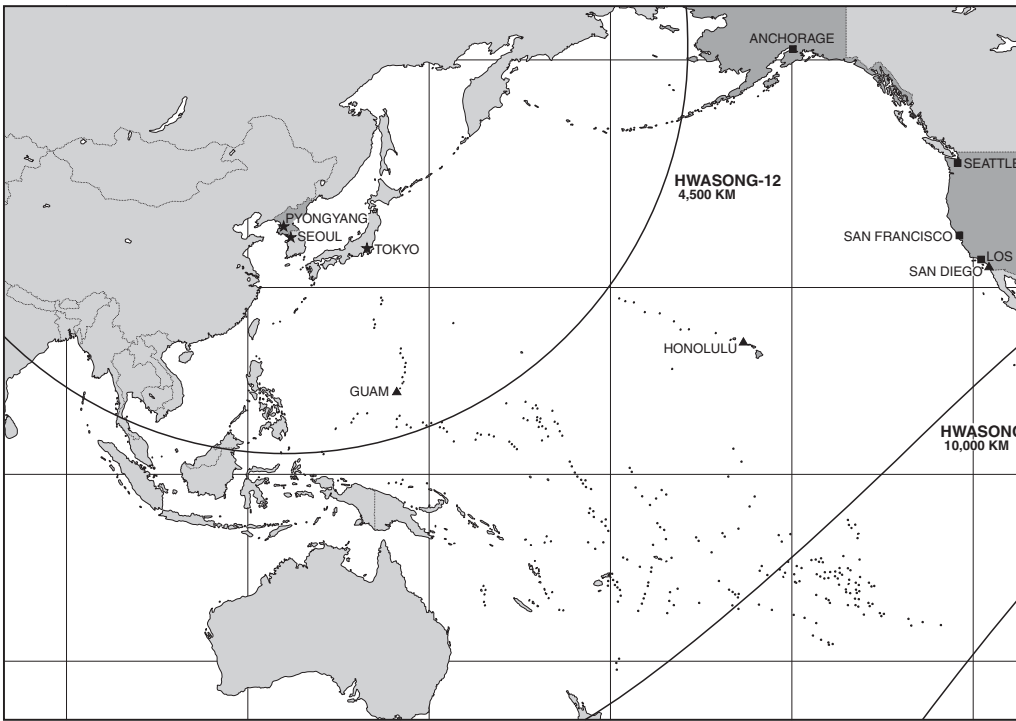 ANCHORAGE
SEATTLE
HWASONG-12
4,500 KM
PYONGYANG
SEOUL
SAN FRANCISCO
TOKYO
LOS
SAN DIEGO
HONOLULU
GUAM
HWASONG
10,000 KM